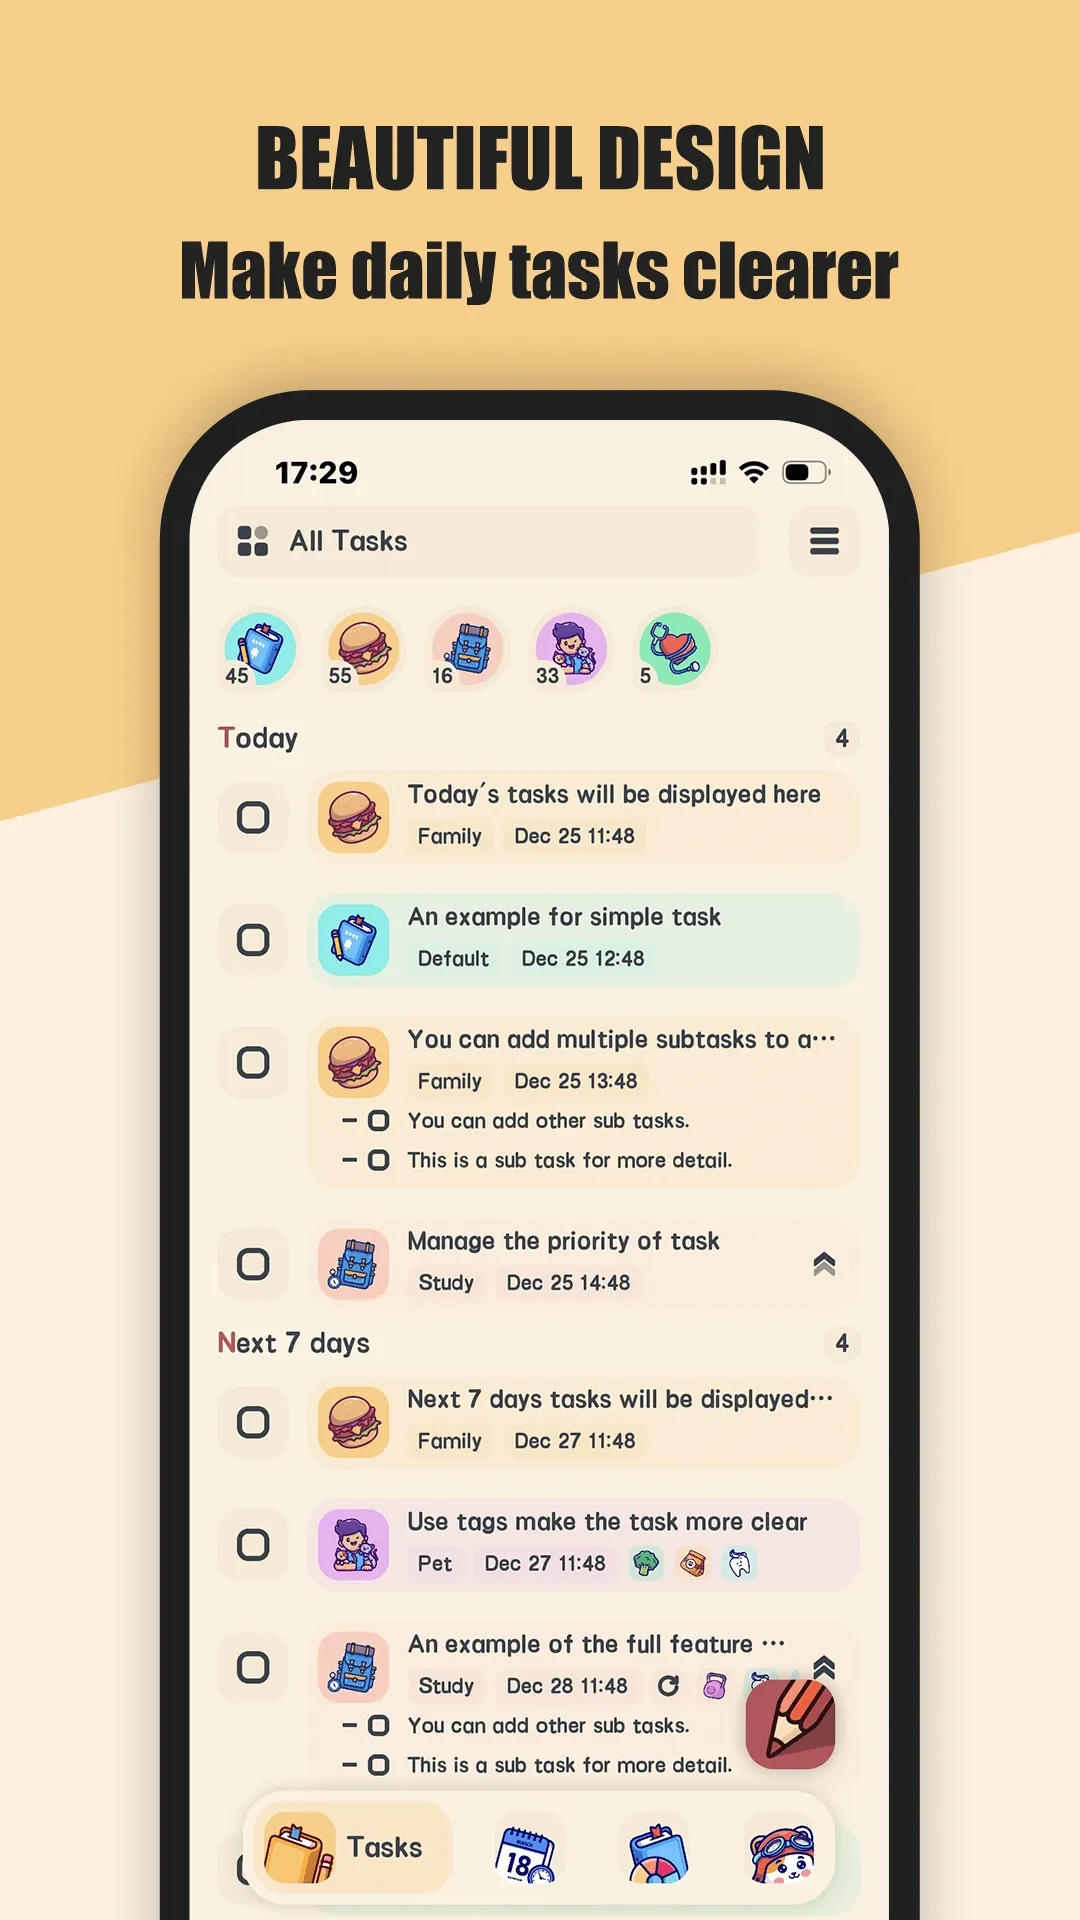 BEAUTIFUL DESIGN
Make daily tasks clearer
17:29
All Tasks
45 55 16 33 5
Today 4
Today´s tasks will be displayed here
Family Dec 25 11:48
An example for simple task
Default Dec 25 12:48
You can add multiple subtasks to a···
Family Dec 25 13:48
You can add other sub tasks.
This is a sub task for more detail.
Manage the priority of task
Study Dec 25 14:48
Next 7 days 4
Next 7 days tasks will be displayed···
Family Dec 27 11:48
Use tags make the task more clear
Pet Dec 27 11:48
An example of the full feature ···
Study Dec 28 11:48
You can add other sub tasks.
This is a sub task for more detail.
Tasks
MARCH
18